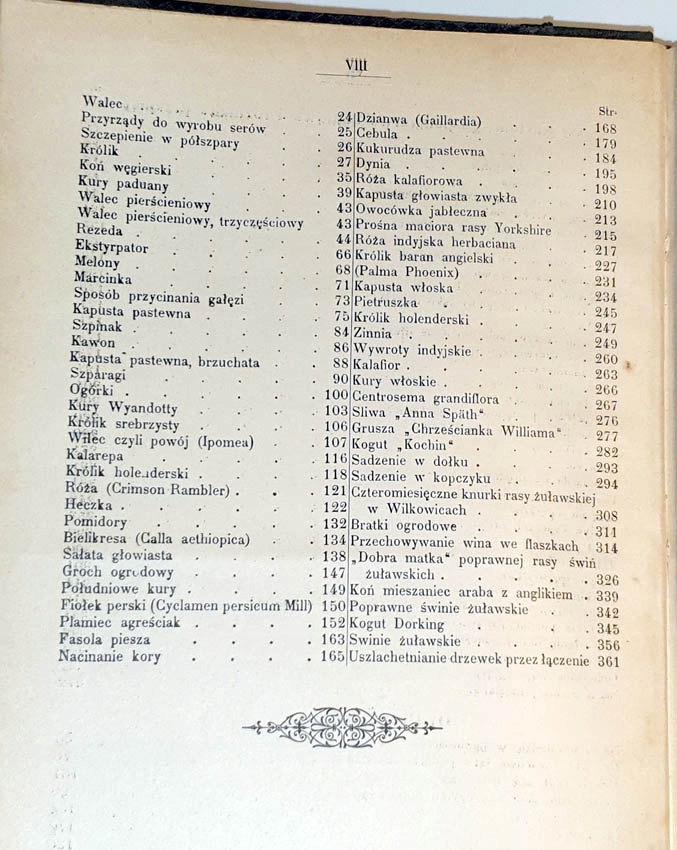 VIII
Walec . . . . . 24
Przyrządy do wyrobu serów . . 25
Szczepienie w półszpary . . 26
Królik . . . . . 27
Koń węgierski . . . . 35
Kury paduany . . . . 39
Walec pierścieniowy . . . 43
Walec pierścieniowy, trzyczęściowy 43
Rezeda . . . . . 44
Ekstyrpator . . . . 66
Melony . . . . . 68
Marcinka . . . . . 71
Sposób przycinania gałęzi . . 73
Kapusta pastewna . . . . 75
Szpinak . . . . . 84
Kawon . . . . . 86
Kapusta pastewna, brzuchata . . 88
Szparagi . . . . . 90
Ogórki . . . . . 100
Kury Wyandotty . . . . 103
Królik srebrzysty . . . . 106
Wilec czyli powój (Ipomea) . . 107
Kalarepa . . . . . 116
Królik holenderski . . . . 118
Róża (Crimson Rambler) . . . 121
Heczka . . . . . 122
Pomidory . . . . . 132
Bielikresa (Calla aethiopica) . . 134
Sałata głowiasta . . . . 138
Groch ogrodowy . . . . 147
Południowe kury . . . . 149
Fiołek perski (Cyclamen persicum Mill) 150
Plamiec agreściak . . . . 152
Fasola piesza . . . . 163
Nacinanie kory . . . . 165
Str.
Dzianwa (Gaillardia) . . . 168
Cebula . . . . . 179
Kukurudza pastewna . . . 184
Dynia . . . . . 195
Róża kalafiorowa . . . . 198
Kapusta głowiasta zwykła . . 210
Owocówka jabłeczna . . . 213
Prośna maciora rasy Yorkshire . 215
Róża indyjska herbaciana . . 217
Królik baran angielski . . . 227
(Palma Phoenix) . . . . 231
Kapusta włoska . . . . 234
Pietruszka . . . . . 245
Królik holenderski . . . . 247
Zinnia . . . . . 249
Wywroty indyjskie . . . . 260
Kalafior . . . . . 263
Kury włoskie . . . . . 266
Centrosema grandiflora . . . 267
Sliwa „Anna Späth“ . . . 276
Grusza „Chrześcianka Williama“ . 277
Kogut „Kochin“ . . . . 282
Sadzenie w dołku . . . . 293
Sadzenie w kopczyku . . . 294
Czteromiesięczne knurki rasy żuławskiej
w Wilkowicach . . . . 308
Bratki ogrodowe . . . . 311
Przechowywanie wina we flaszkach 314
„Dobra matka“ poprawnej rasy świń
żuławskich . . . . . 326
Koń mieszaniec araba z anglikiem . 339
Poprawne świnie żuławskie . . 342
Kogut Dorking . . . . 345
Swinie żuławskie . . . . 356
Uszlachetnianie drzewek przez łączenie 361